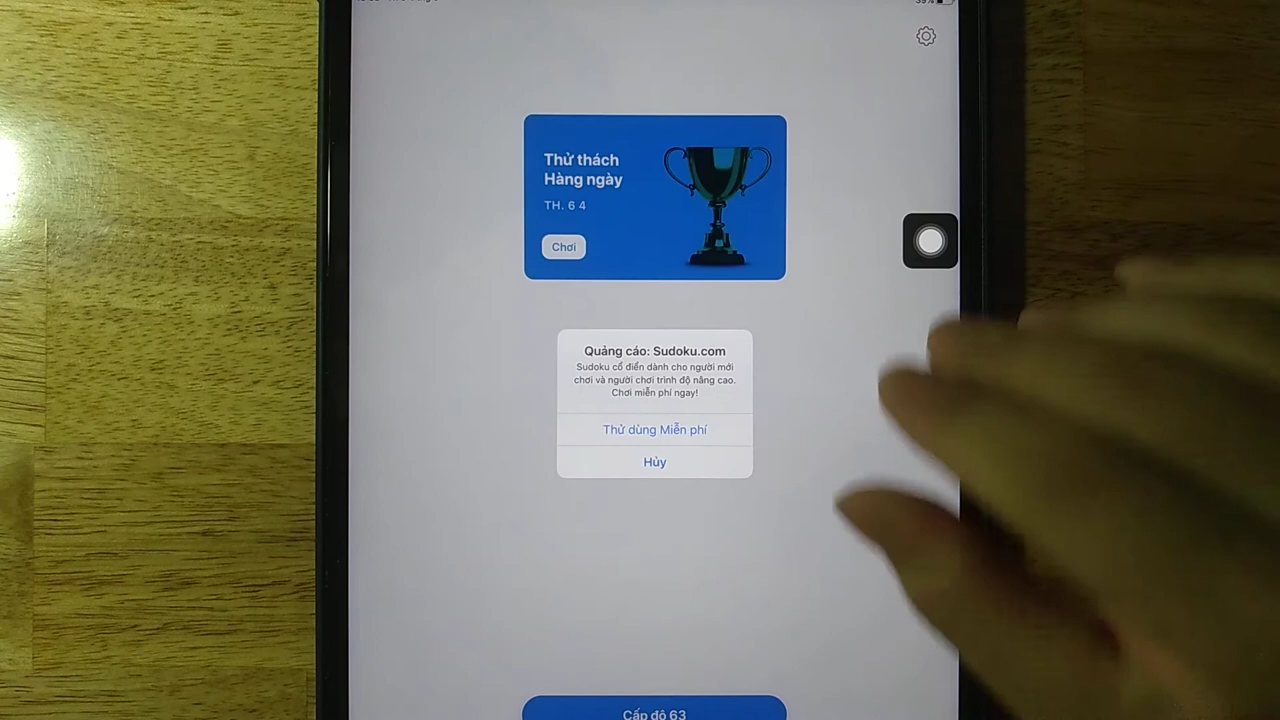 39%
Thử thách
Hàng ngày
TH. 6 4
Chơi
Quảng cáo: Sudoku.com
Sudoku cổ điển dành cho người mới
chơi và người chơi trình độ nâng cao.
Chơi miễn phí ngay!
Thử dùng Miễn phí
Hủy
Cấp độ 63